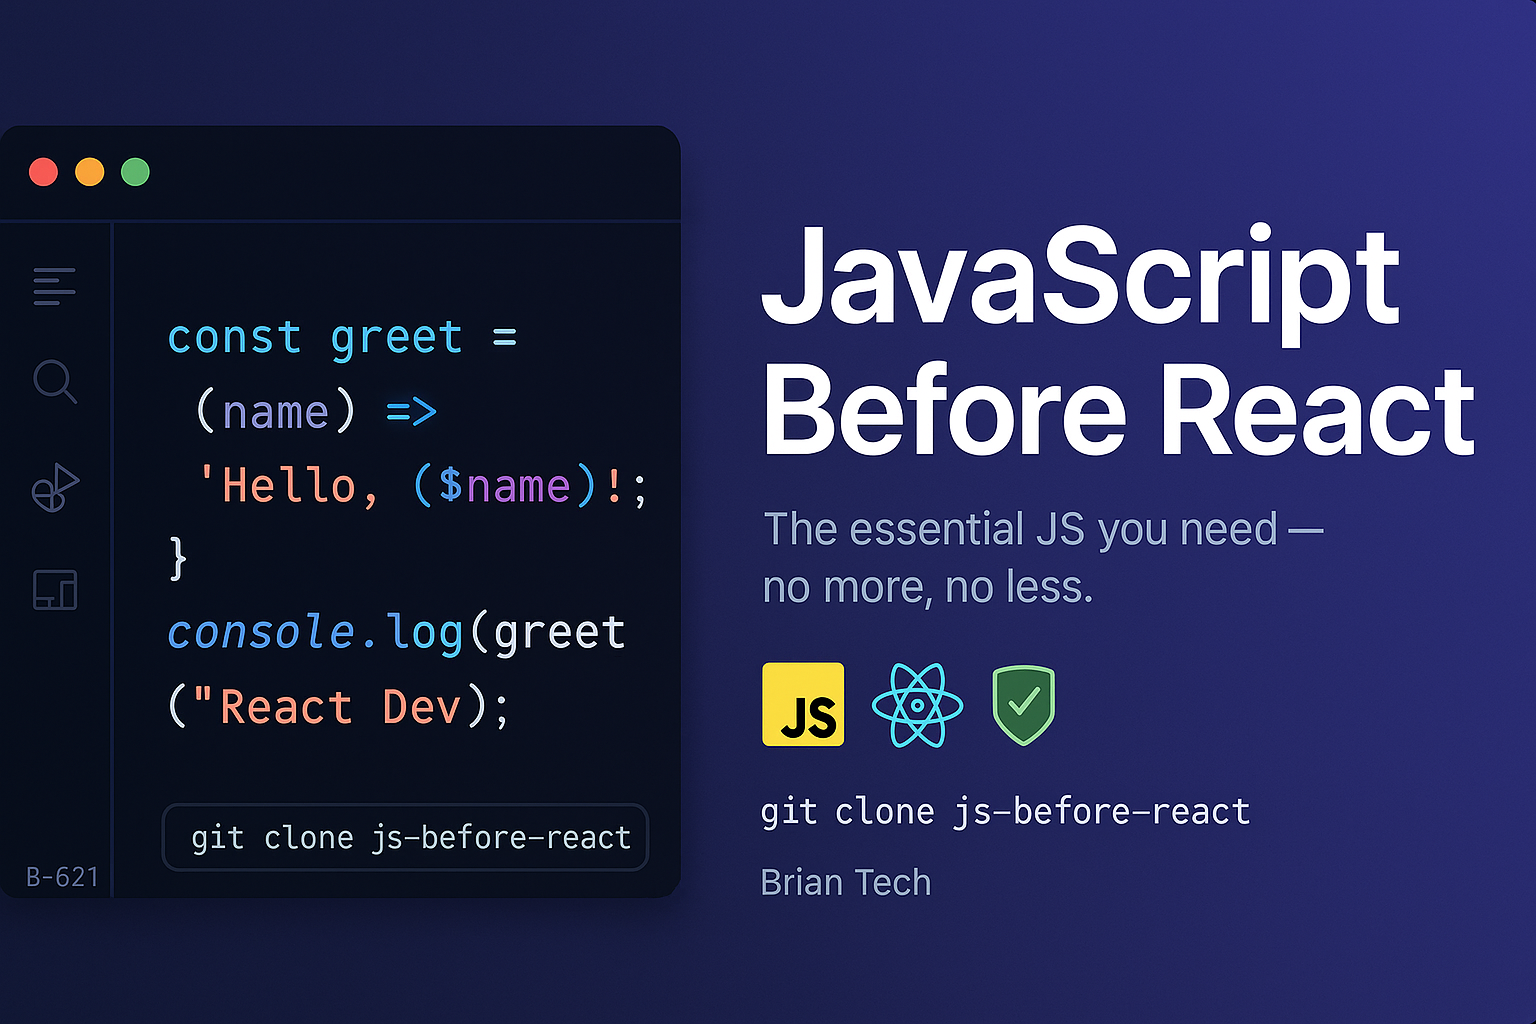 const greet =
(name) =>
'Hello, ($name)!;
}
console.log(greet
("React Dev);
git clone js-before-react
B-621
JavaScript
Before React
The essential JS you need —
no more, no less.
JS
git clone js-before-react
Brian Tech